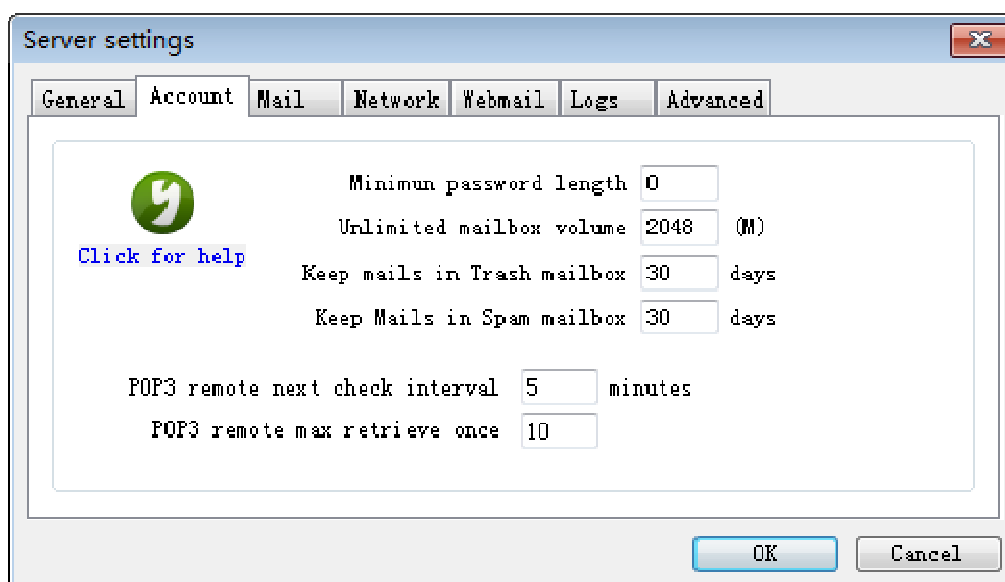 Server settings
General Account Mail Network Webmail Logs Advanced
Minimun password length 0
Unlimited mailbox volume 2048 (M)
Click for help
Keep mails in Trash mailbox 30 days
Keep Mails in Spam mailbox 30 days
POP3 remote next check interval 5 minutes
POP3 remote max retrieve once 10
OK Cancel